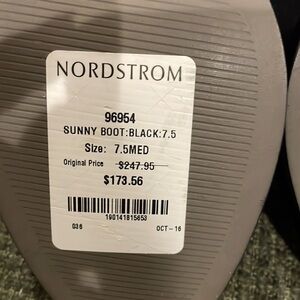 NORDSTROM
96954
SUNNY BOOT:BLACK:7.5
Size: 7.5MED
Original Price $247.95
$173.56
190141815653
G36 OCT-16